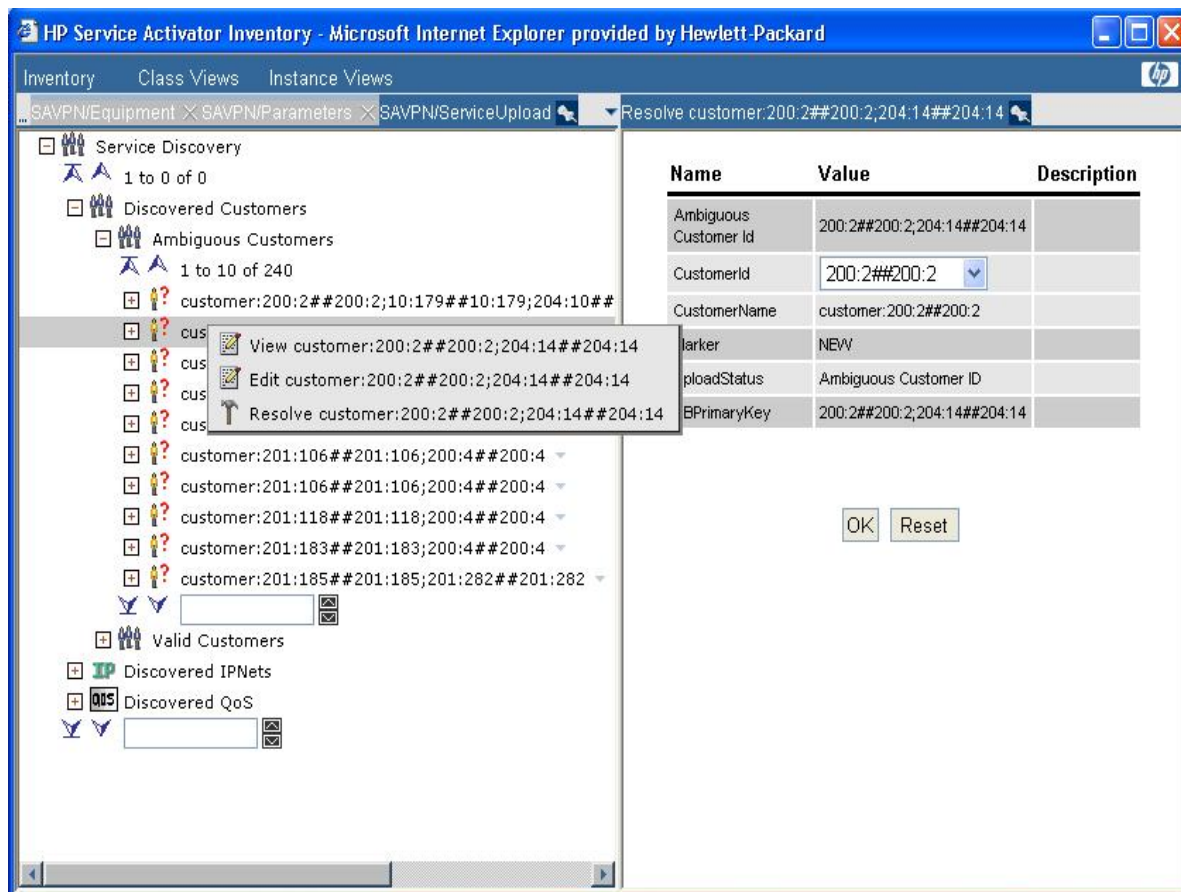 HP Service Activator Inventory - Microsoft Internet Explorer provided by Hewlett-Packard
Inventory Class Views Instance Views
hp
... SAVPN/Equipment SAVPN/Parameters SAVPN/ServiceUpload
Resolve customer:200:2##200:2;204:14##204:14
Service Discovery
1 to 0 of 0
Discovered Customers
Ambiguous Customers
1 to 10 of 240
customer:200:2##200:2;10:179##10:179;204:10##
cus
cus
cus
cus
customer:201:106##201:106;200:4##200:4
customer:201:106##201:106;200:4##200:4
customer:201:118##201:118;200:4##200:4
customer:201:183##201:183;200:4##200:4
customer:201:185##201:185;201:282##201:282
Valid Customers
IP Discovered IPNets
QOS Discovered QoS
View customer:200:2##200:2;204:14##204:14
Edit customer:200:2##200:2;204:14##204:14
Resolve customer:200:2##200:2;204:14##204:14
Name Value Description
Ambiguous Customer Id 200:2##200:2;204:14##204:14
CustomerId 200:2##200:2
CustomerName customer:200:2##200:2
larker NEW
ploadStatus Ambiguous Customer ID
BPrimaryKey 200:2##200:2;204:14##204:14
OK Reset